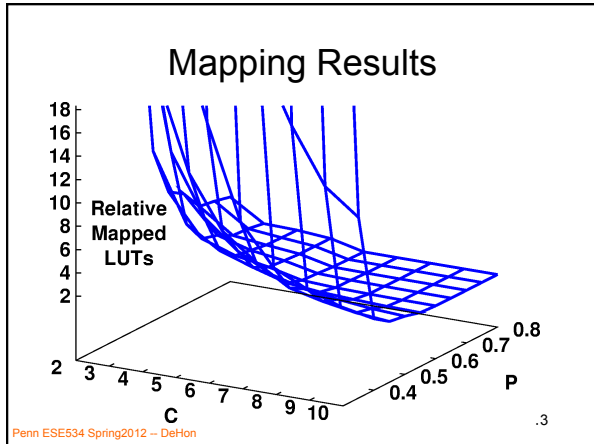 Mapping Results
18
16
14
12
10
8
6
4
2
Relative
Mapped
LUTs
2 3 4 5 6 7 8 9 10
C
0.4 0.5 0.6 0.7 0.8
P
.3
Penn ESE534 Spring2012 -- DeHon